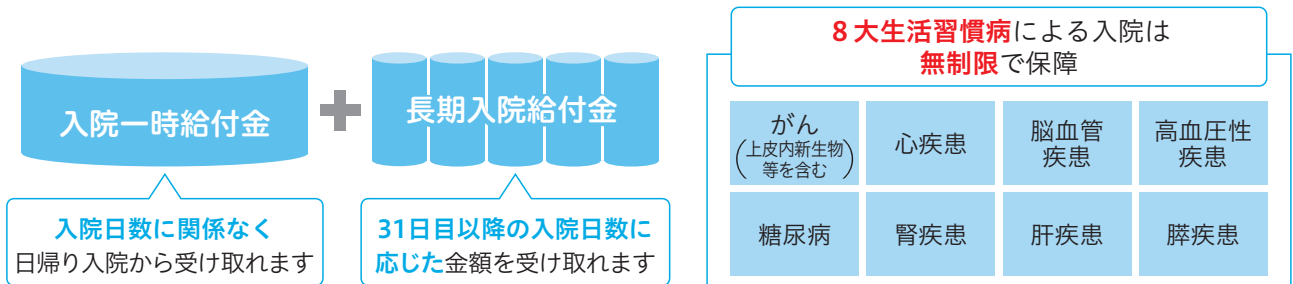 入院一時給付金
長期入院給付金
入院日数に関係なく
日帰り入院から受け取れます
31日目以降の入院日数に
応じた金額を受け取れます
8大生活習慣病による入院は
無制限で保障
がん
(上皮内新生物
等を含む)
心疾患
脳血管
疾患
高血圧性
疾患
糖尿病
腎疾患
肝疾患
膵疾患